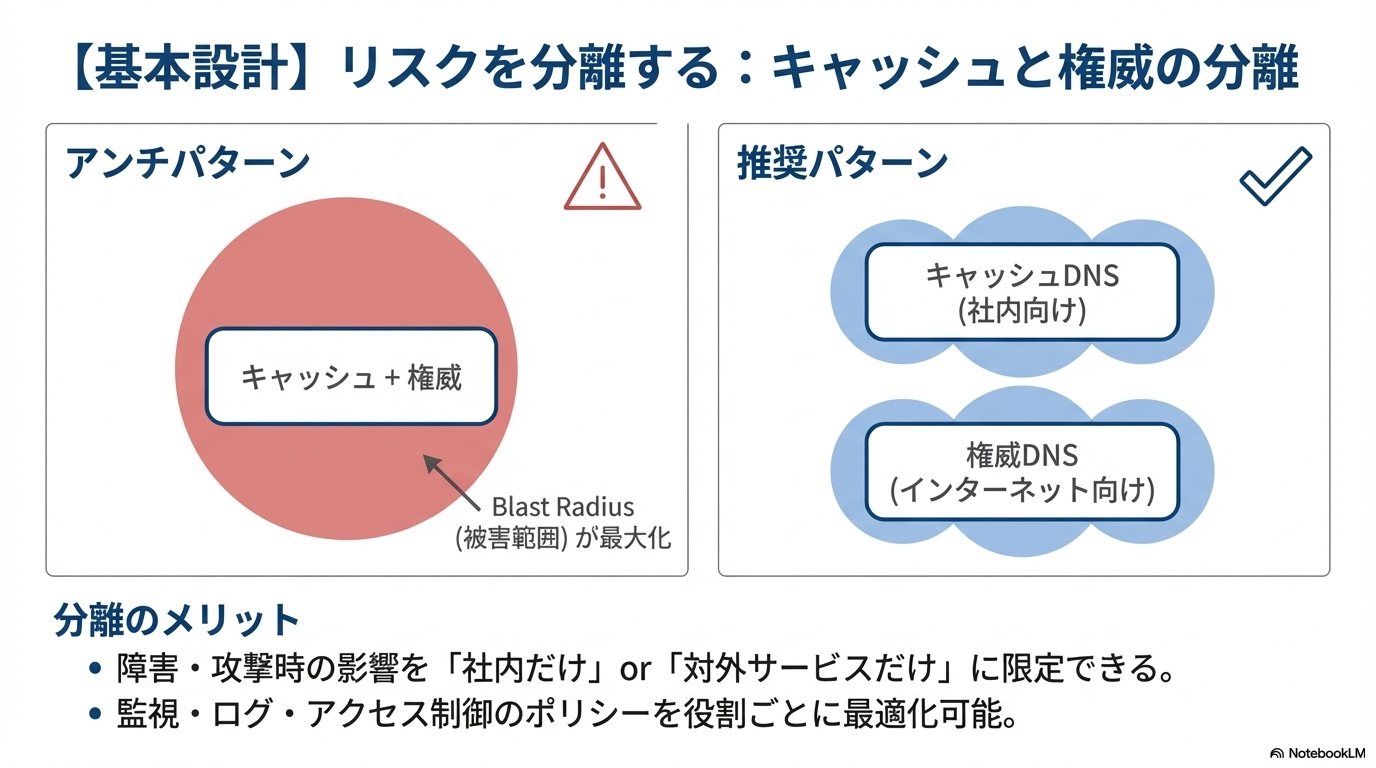 【基本設計】リスクを分離する：キャッシュと権威の分離
アンチパターン
キャッシュ + 権威
Blast Radius
(被害範囲) が最大化
推奨パターン
キャッシュDNS
(社内向け)
権威DNS
(インターネット向け)
分離のメリット
• 障害・攻撃時の影響を「社内だけ」or「対外サービスだけ」に限定できる。
• 監視・ログ・アクセス制御のポリシーを役割ごとに最適化可能。
NotebookLM